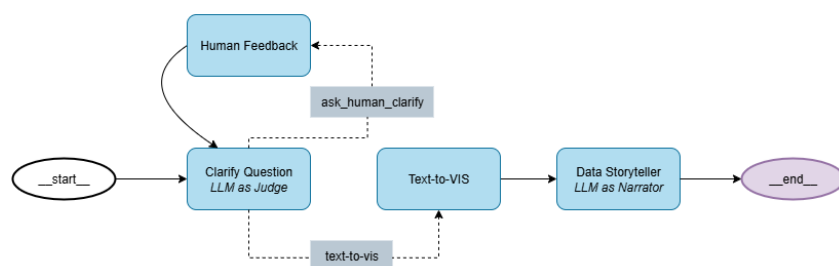 Human Feedback
ask_human_clarify
__start__
Clarify Question
LLM as Judge
Text-to-VIS
Data Storyteller
LLM as Narrator
__end__
text-to-vis